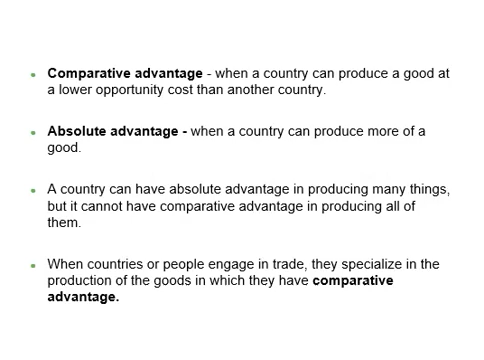 Comparative advantage - when a country can produce a good at
a lower opportunity cost than another country.
Absolute advantage - when a country can produce more of a
good.
A country can have absolute advantage in producing many things,
but it cannot have comparative advantage in producing all of
them.
When countries or people engage in trade, they specialize in the
production of the goods in which they have comparative
advantage.